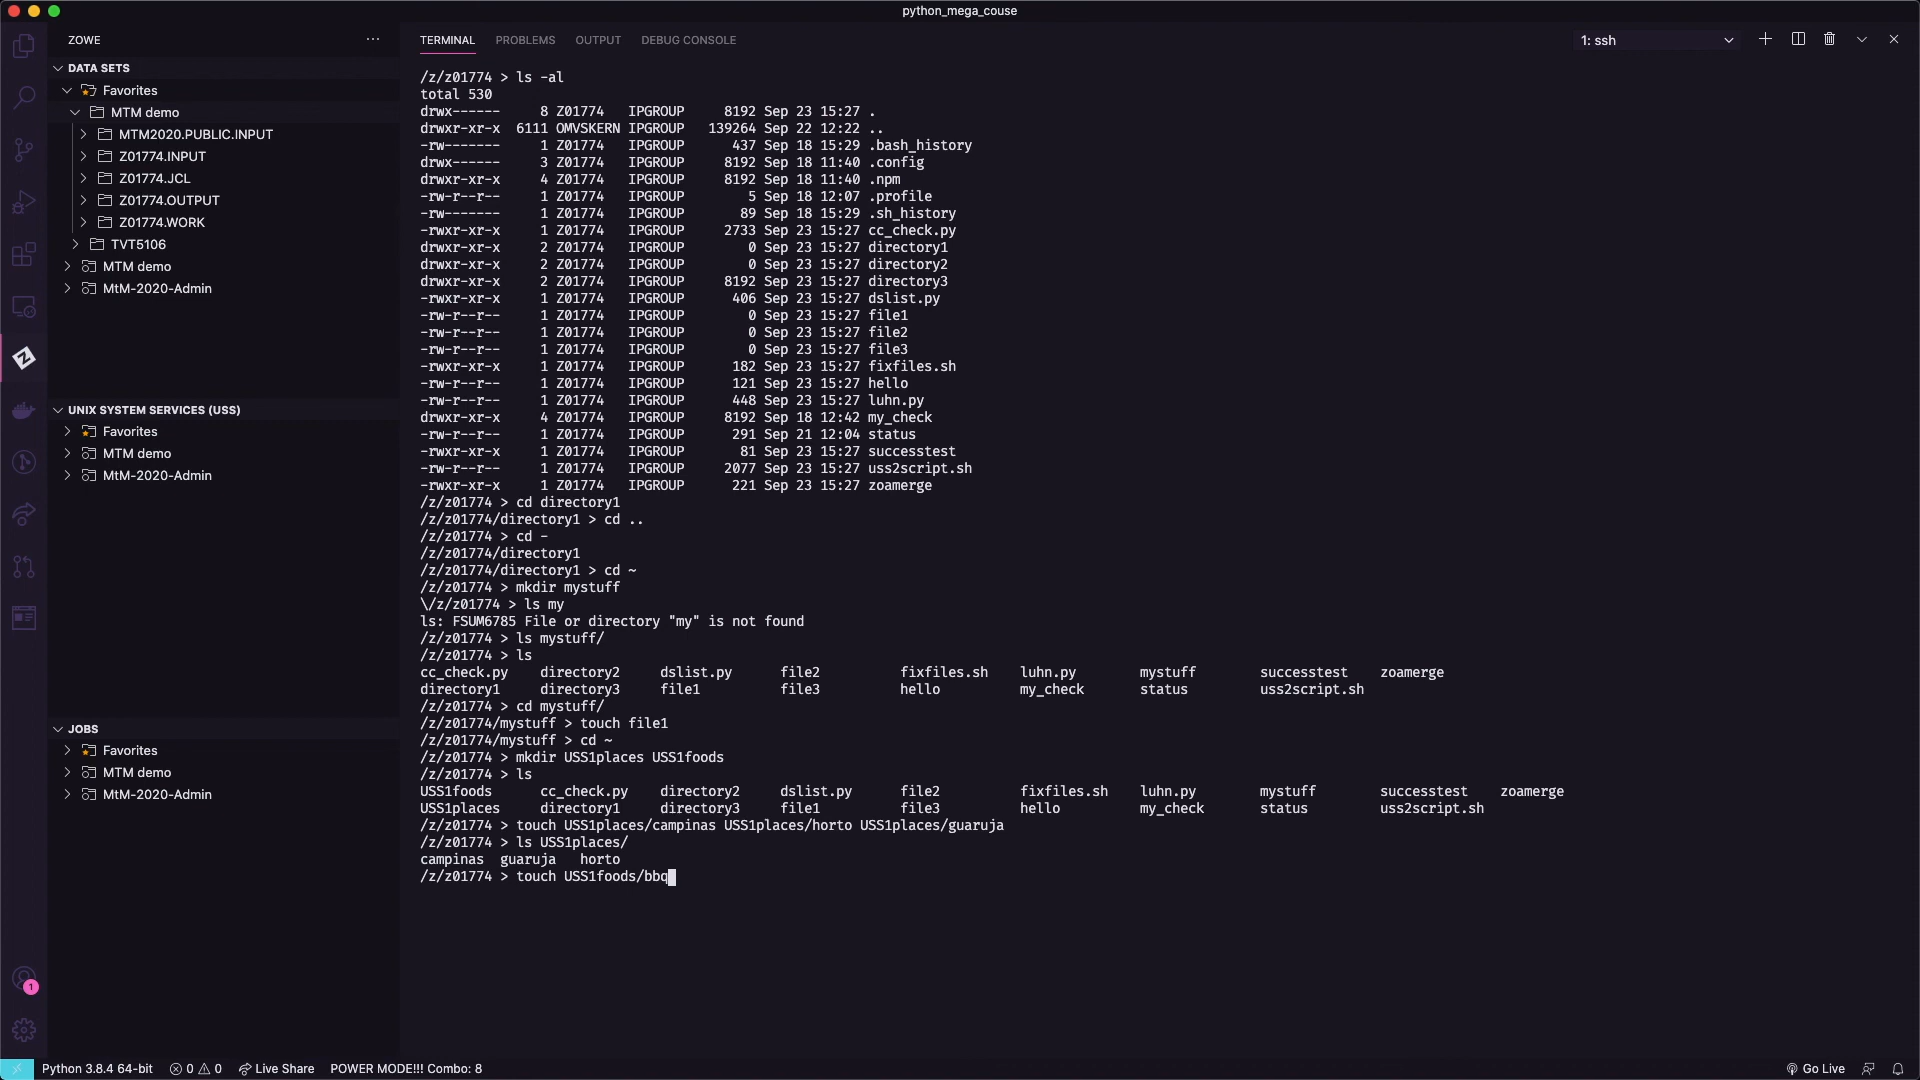 python_mega_couse
ZOWE
DATA SETS
Favorites
MTM demo
MTM2020.PUBLIC.INPUT
Z01774.INPUT
Z01774.JCL
Z01774.OUTPUT
Z01774.WORK
TVT5106
MTM demo
MtM-2020-Admin
UNIX SYSTEM SERVICES (USS)
Favorites
MTM demo
MtM-2020-Admin
JOBS
Favorites
MTM demo
MtM-2020-Admin
1
TERMINAL PROBLEMS OUTPUT DEBUG CONSOLE 1: ssh
/z/z01774 > ls -al
total 530
drwx------ 8 Z01774 IPGROUP 8192 Sep 23 15:27 .
drwxr-xr-x 6111 OMVSKERN IPGROUP 139264 Sep 22 12:22 ..
-rw------- 1 Z01774 IPGROUP 437 Sep 18 15:29 .bash_history
drwx------ 3 Z01774 IPGROUP 8192 Sep 18 11:40 .config
drwxr-xr-x 4 Z01774 IPGROUP 8192 Sep 18 11:40 .npm
-rw-r--r-- 1 Z01774 IPGROUP 5 Sep 18 12:07 .profile
-rw------- 1 Z01774 IPGROUP 89 Sep 18 15:29 .sh_history
-rwxr-xr-x 1 Z01774 IPGROUP 2733 Sep 23 15:27 cc_check.py
drwxr-xr-x 2 Z01774 IPGROUP 0 Sep 23 15:27 directory1
drwxr-xr-x 2 Z01774 IPGROUP 0 Sep 23 15:27 directory2
drwxr-xr-x 2 Z01774 IPGROUP 8192 Sep 23 15:27 directory3
-rwxr-xr-x 1 Z01774 IPGROUP 406 Sep 23 15:27 dslist.py
-rw-r--r-- 1 Z01774 IPGROUP 0 Sep 23 15:27 file1
-rw-r--r-- 1 Z01774 IPGROUP 0 Sep 23 15:27 file2
-rw-r--r-- 1 Z01774 IPGROUP 0 Sep 23 15:27 file3
-rwxr-xr-x 1 Z01774 IPGROUP 182 Sep 23 15:27 fixfiles.sh
-rw-r--r-- 1 Z01774 IPGROUP 121 Sep 23 15:27 hello
-rw-r--r-- 1 Z01774 IPGROUP 448 Sep 23 15:27 luhn.py
drwxr-xr-x 4 Z01774 IPGROUP 8192 Sep 18 12:42 my_check
-rw-r--r-- 1 Z01774 IPGROUP 291 Sep 21 12:04 status
-rwxr-xr-x 1 Z01774 IPGROUP 81 Sep 23 15:27 successtest
-rw-r--r-- 1 Z01774 IPGROUP 2077 Sep 23 15:27 uss2script.sh
-rwxr-xr-x 1 Z01774 IPGROUP 221 Sep 23 15:27 zoamerge
/z/z01774 > cd directory1
/z/z01774/directory1 > cd ..
/z/z01774 > cd -
/z/z01774/directory1
/z/z01774/directory1 > cd ~
/z/z01774 > mkdir mystuff
\/z/z01774 > ls my
ls: FSUM6785 File or directory "my" is not found
/z/z01774 > ls mystuff/
/z/z01774 > ls
cc_check.py directory2 dslist.py file2 fixfiles.sh luhn.py mystuff successtest zoamerge
directory1 directory3 file1 file3 hello my_check status uss2script.sh
/z/z01774 > cd mystuff/
/z/z01774/mystuff > touch file1
/z/z01774/mystuff > cd ~
/z/z01774 > mkdir USS1places USS1foods
/z/z01774 > ls
USS1foods cc_check.py directory2 dslist.py file2 fixfiles.sh luhn.py mystuff successtest zoamerge
USS1places directory1 directory3 file1 file3 hello my_check status uss2script.sh
/z/z01774 > touch USS1places/campinas USS1places/horto USS1places/guaruja
/z/z01774 > ls USS1places/
campinas guaruja horto
/z/z01774 > touch USS1foods/bbq
Python 3.8.4 64-bit 0 0 Live Share POWER MODE!!! Combo: 8 Go Live